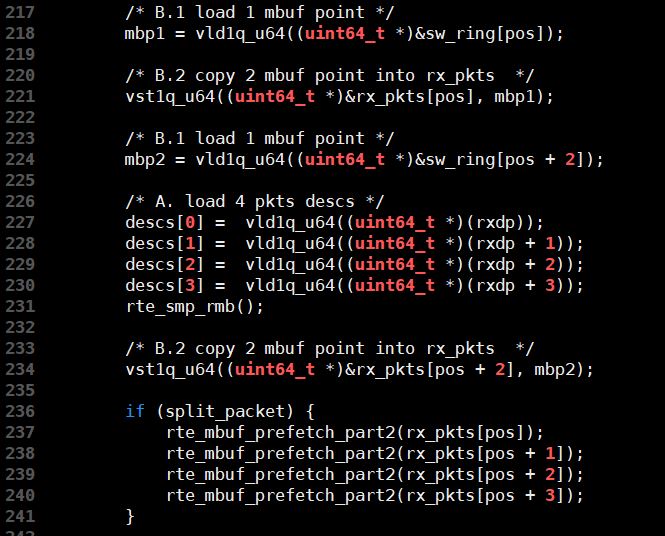 217         /* B.1 load 1 mbuf point */
218         mbp1 = vld1q_u64((uint64_t *)&sw_ring[pos]);
219
220         /* B.2 copy 2 mbuf point into rx_pkts  */
221         vst1q_u64((uint64_t *)&rx_pkts[pos], mbp1);
222
223         /* B.1 load 1 mbuf point */
224         mbp2 = vld1q_u64((uint64_t *)&sw_ring[pos + 2]);
225
226         /* A. load 4 pkts descs */
227         descs[0] =  vld1q_u64((uint64_t *)(rxdp));
228         descs[1] =  vld1q_u64((uint64_t *)(rxdp + 1));
229         descs[2] =  vld1q_u64((uint64_t *)(rxdp + 2));
230         descs[3] =  vld1q_u64((uint64_t *)(rxdp + 3));
231         rte_smp_rmb();
232
233         /* B.2 copy 2 mbuf point into rx_pkts  */
234         vst1q_u64((uint64_t *)&rx_pkts[pos + 2], mbp2);
235
236         if (split_packet) {
237             rte_mbuf_prefetch_part2(rx_pkts[pos]);
238             rte_mbuf_prefetch_part2(rx_pkts[pos + 1]);
239             rte_mbuf_prefetch_part2(rx_pkts[pos + 2]);
240             rte_mbuf_prefetch_part2(rx_pkts[pos + 3]);
241         }